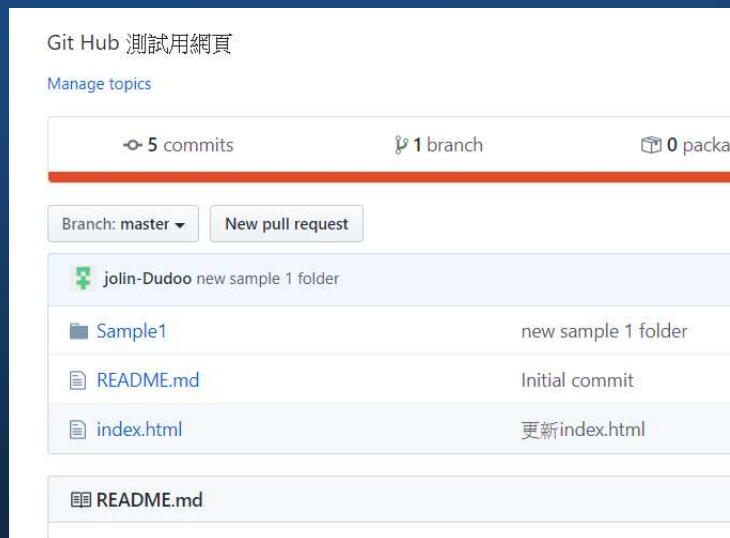 Git Hub 測試用網頁
Manage topics
5 commits 1 branch 0 packa
Branch: master New pull request
jolin-Dudoo new sample 1 folder
Sample1 new sample 1 folder
README.md Initial commit
index.html 更新index.html
README.md